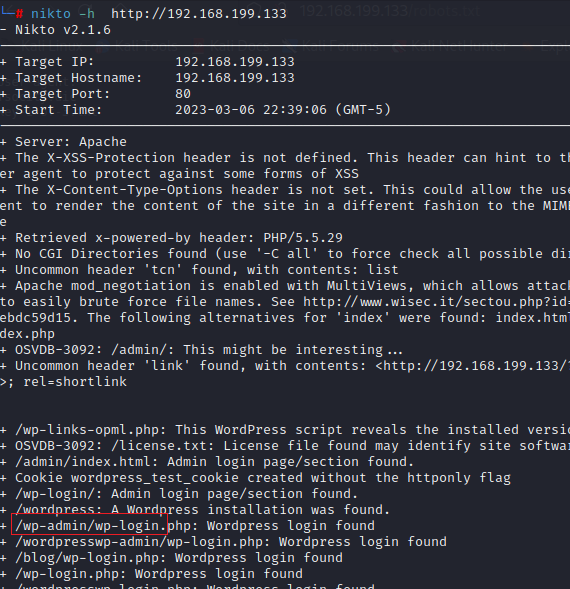 # nikto -h  http://192.168.199.133
- Nikto v2.1.6
+ Target IP:          192.168.199.133
+ Target Hostname:    192.168.199.133
+ Target Port:        80
+ Start Time:         2023-03-06 22:39:06 (GMT-5)
+ Server: Apache
+ The X-XSS-Protection header is not defined. This header can hint to th
er agent to protect against some forms of XSS
+ The X-Content-Type-Options header is not set. This could allow the use
ent to render the content of the site in a different fashion to the MIM
e
+ Retrieved x-powered-by header: PHP/5.5.29
+ No CGI Directories found (use '-C all' to force check all possible di
+ Uncommon header 'tcn' found, with contents: list
+ Apache mod_negotiation is enabled with MultiViews, which allows attac
to easily brute force file names. See http://www.wisec.it/sectou.php?id=
ebdc59d15. The following alternatives for 'index' were found: index.htm
dex.php
+ OSVDB-3092: /admin/: This might be interesting...
+ Uncommon header 'link' found, with contents: <http://192.168.199.133/
>; rel=shortlink
+ /wp-links-opml.php: This WordPress script reveals the installed versi
+ OSVDB-3092: /license.txt: License file found may identify site softwa
+ /admin/index.html: Admin login page/section found.
+ Cookie wordpress_test_cookie created without the httponly flag
+ /wp-login/: Admin login page/section found.
+ /wordpress: A Wordpress installation was found.
+ /wp-admin/wp-login.php: Wordpress login found
+ /wordpresswp-admin/wp-login.php: Wordpress login found
+ /blog/wp-login.php: Wordpress login found
+ /wp-login.php: Wordpress login found
+ /wordpresswp-login.php: Wordpress login found